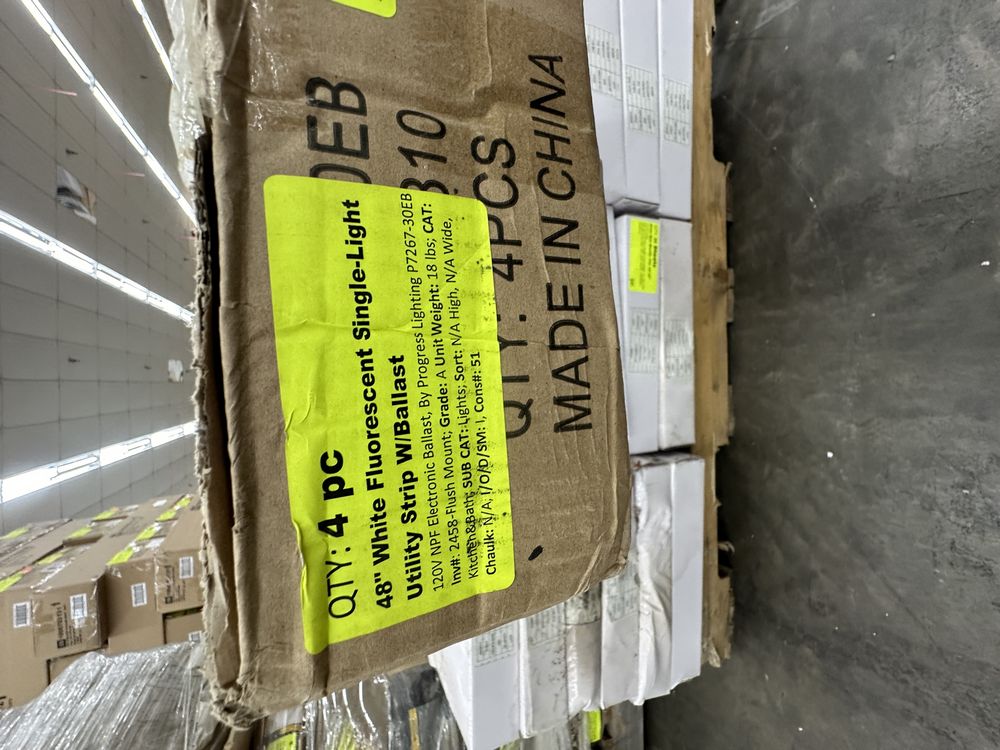 QTY: 4 pc
48" White Fluorescent Single-Light
Utility Strip W/Ballast
120V NPF Electronic Ballast, By Progress Lighting P7267-30EB
Inv#: 2458-Flush Mount; Grade: A Unit Weight: 18 lbs; CAT:
Kitchen&Bath; SUB CAT: Lights; Sort: N/A High, N/A Wide,
Chaulk: N/A; I/O/D/SM: I, Cons#: 51
0EB
310
QTY: 4PCS
MADE IN CHINA